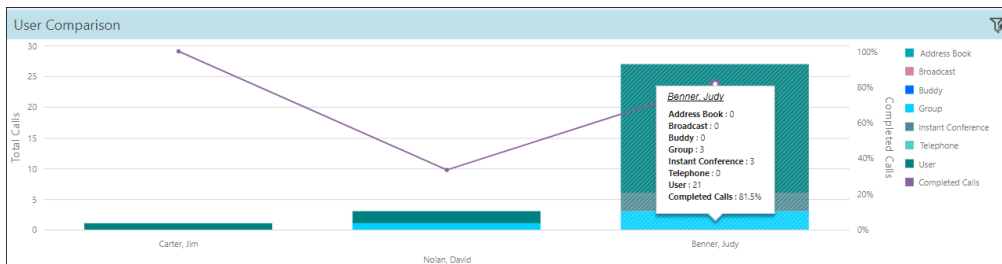 User Comparison
30
25
20
15
10
5
0
Total Calls
Carter, Jim
Nolan, David
Benner, Judy
Benner, Judy
Address Book : 0
Broadcast : 0
Buddy : 0
Group : 3
Instant Conference : 3
Telephone : 0
User : 21
Completed Calls : 81.5%
100%
80%
60%
40%
20%
0%
Completed Calls
Address Book
Broadcast
Buddy
Group
Instant Conference
Telephone
User
Completed Calls